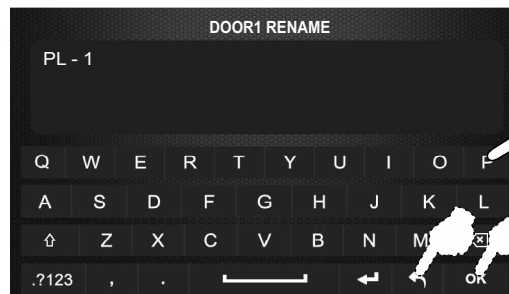 DOOR1 RENAME
PL - 1
Q W E R T Y U I O P
A S D F G H J K L
Z X C V B N M
.?123 , . OK